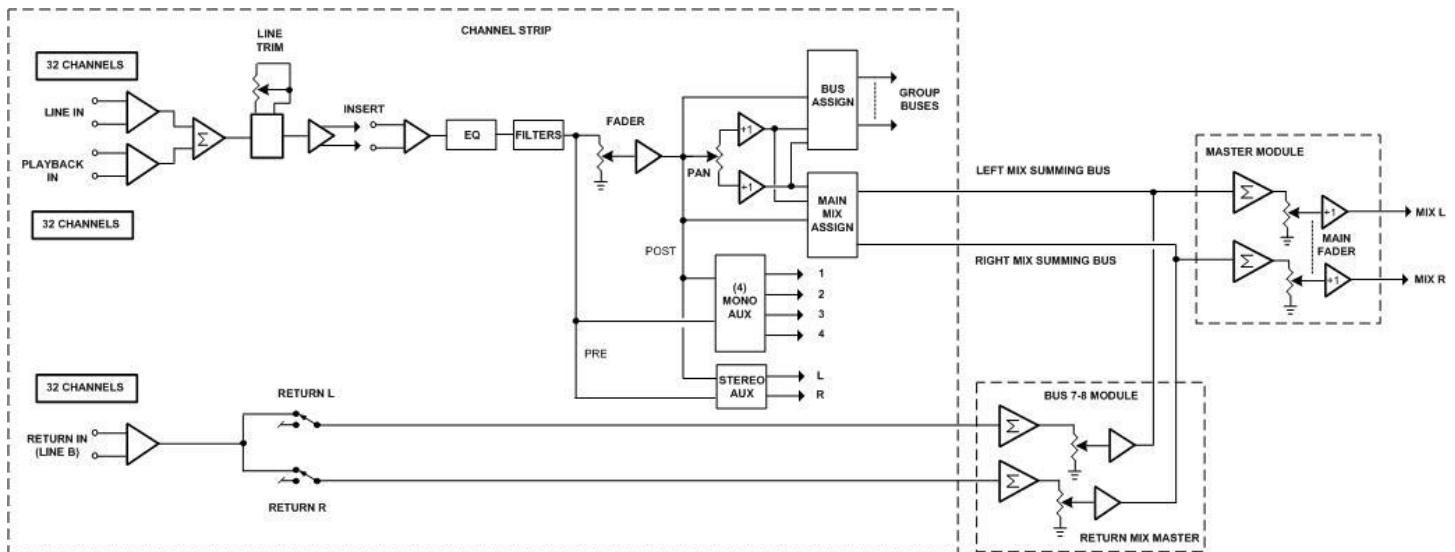 CHANNEL STRIP
LINE
TRIM
32 CHANNELS
LINE IN
Σ
PLAYBACK
IN
32 CHANNELS
INSERT
EQ
FILTERS
FADER
PAN
+1
+1
BUS
ASSIGN
GROUP
BUSES
MAIN
MIX
ASSIGN
POST
PRE
(4)
MONO
AUX
1
2
3
4
STEREO
AUX
L
R
32 CHANNELS
RETURN IN
(LINE B)
RETURN L
RETURN R
LEFT MIX SUMMING BUS
RIGHT MIX SUMMING BUS
MASTER MODULE
Σ
+1
MIX L
MAIN
FADER
Σ
+1
MIX R
BUS 7-8 MODULE
Σ
Σ
RETURN MIX MASTER